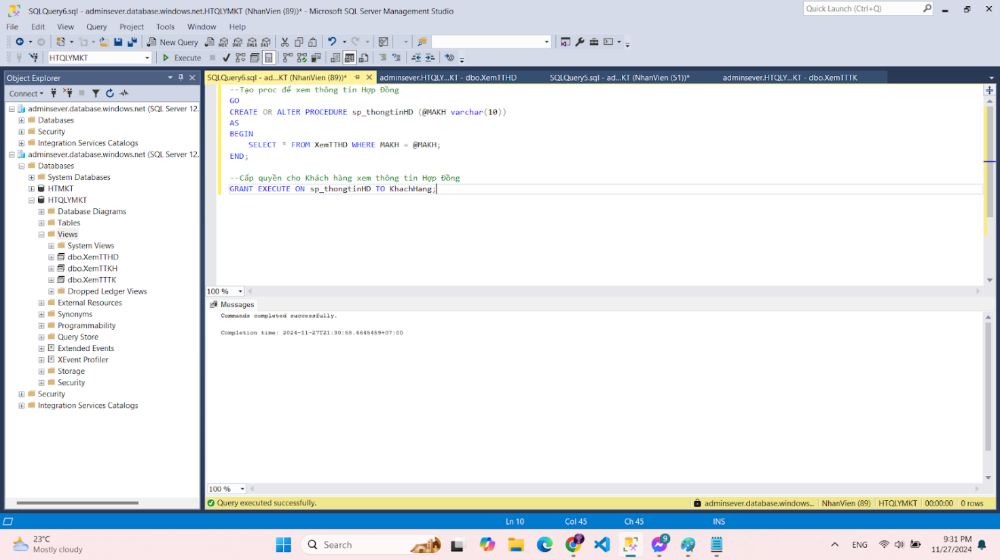 SQLQuery6.sql - adminsever.database.windows.net.HTQLYMKT (NhanVien (89))* - Microsoft SQL Server Management Studio
Quick Launch (Ctrl+Q)
File Edit View Query Project Tools Window Help
New Query
MDX DMX XMLA DAX
HTQLYMKT Execute
Object Explorer
Connect
adminsever.database.windows.net (SQL Server 12.
Databases
Security
Integration Services Catalogs
adminsever.database.windows.net (SQL Server 12.
Databases
System Databases
HTMKT
HTQLYMKT
Database Diagrams
Tables
Views
System Views
dbo.XemTTHD
dbo.XemTTKH
dbo.XemTTTK
Dropped Ledger Views
External Resources
Synonyms
Programmability
Query Store
Extended Events
XEvent Profiler
Storage
Security
Security
Integration Services Catalogs
SQLQuery6.sql - ad...KT (NhanVien (89))* adminsever.HTQLY...KT - dbo.XemTTHD SQLQuery5.sql - ad...KT (NhanVien (51))* adminsever.HTQLY...KT - dbo.XemTTTK
--Tạo proc để xem thông tin Hợp Đồng
GO
CREATE OR ALTER PROCEDURE sp_thongtinHD (@MAKH varchar(10))
AS
BEGIN
SELECT * FROM XemTTHD WHERE MAKH = @MAKH;
END;
--Cấp quyền cho Khách hàng xem thông tin Hợp Đồng
GRANT EXECUTE ON sp_thongtinHD TO KhachHang;
100 %
Messages
Commands completed successfully.
Completion time: 2024-11-27T21:30:58.6645459+07:00
100 %
Query executed successfully. adminsever.database.windows... NhanVien (89) HTQLYMKT 00:00:00 0 rows
Ln 10 Col 45 Ch 45 INS
23°C
Mostly cloudy
Search
9
ENG
9:31 PM
11/27/2024